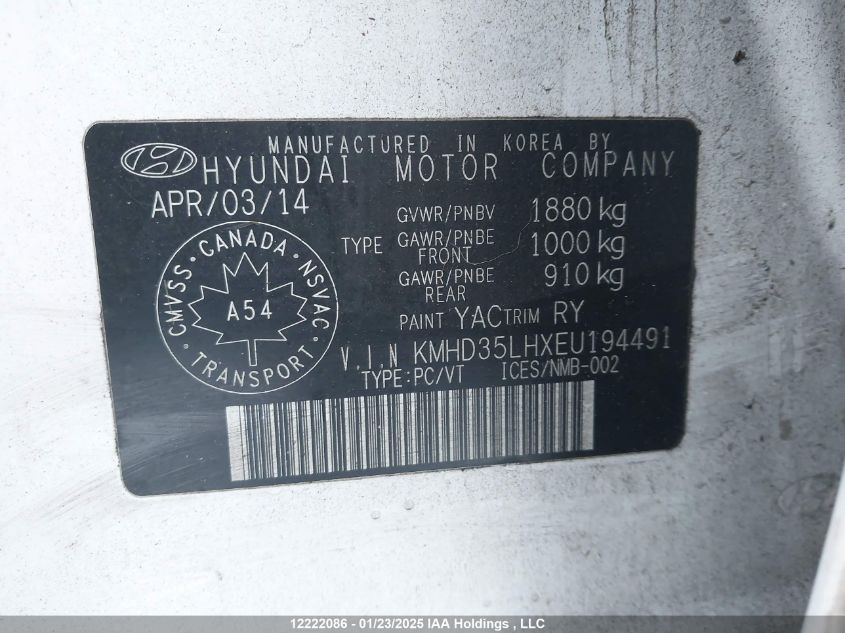 MANUFACTURED IN KOREA BY
HYUNDAI MOTOR COMPANY
APR/03/14
GVWR/PNBV 1880 kg
TYPE GAWR/PNBE FRONT 1000 kg
GAWR/PNBE REAR 910 kg
PAINT YAC TRIM RY
CMVSS · CANADA · NSVAC · TRANSPORT ·
A54
V.I.N KMHD35LHXEU194491
TYPE:PC/VT ICES/NMB-002
12222086 - 01/23/2025 IAA Holdings , LLC